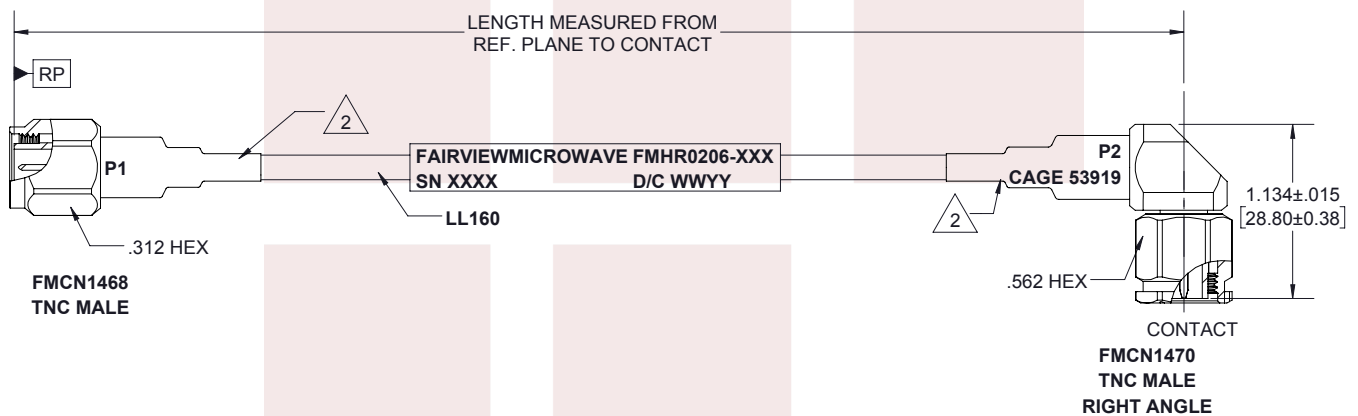 LENGTH MEASURED FROM
REF. PLANE TO CONTACT
RP
2
P1
FAIRVIEWMICROWAVE FMHR0206-XXX
SN XXXX D/C WWYY
P2
CAGE 53919
2
1.134±.015
[28.80±0.38]
LL160
.312 HEX
.562 HEX
FMCN1468
TNC MALE
CONTACT
FMCN1470
TNC MALE
RIGHT ANGLE